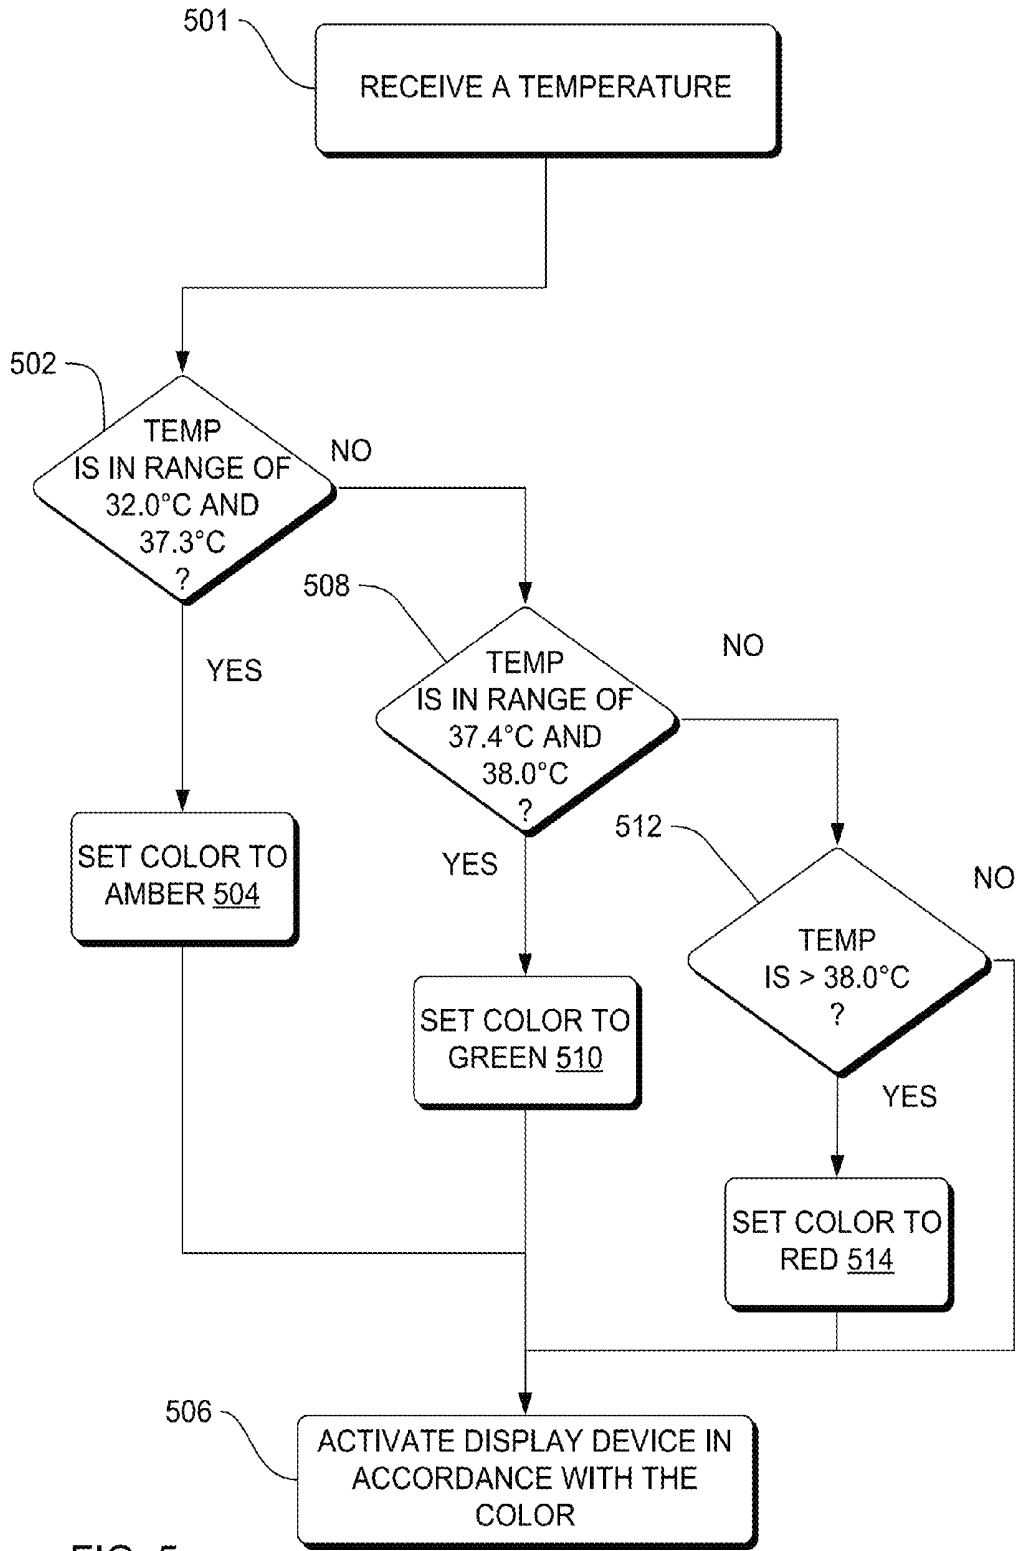 501
RECEIVE A TEMPERATURE
502
TEMP
IS IN RANGE OF
32.0°C AND
37.3°C
?
NO
YES
508
TEMP
IS IN RANGE OF
37.4°C AND
38.0°C
?
NO
YES
512
TEMP
IS > 38.0°C
?
NO
YES
SET COLOR TO
AMBER 504
SET COLOR TO
GREEN 510
SET COLOR TO
RED 514
506
ACTIVATE DISPLAY DEVICE IN
ACCORDANCE WITH THE
COLOR
FIG. 5